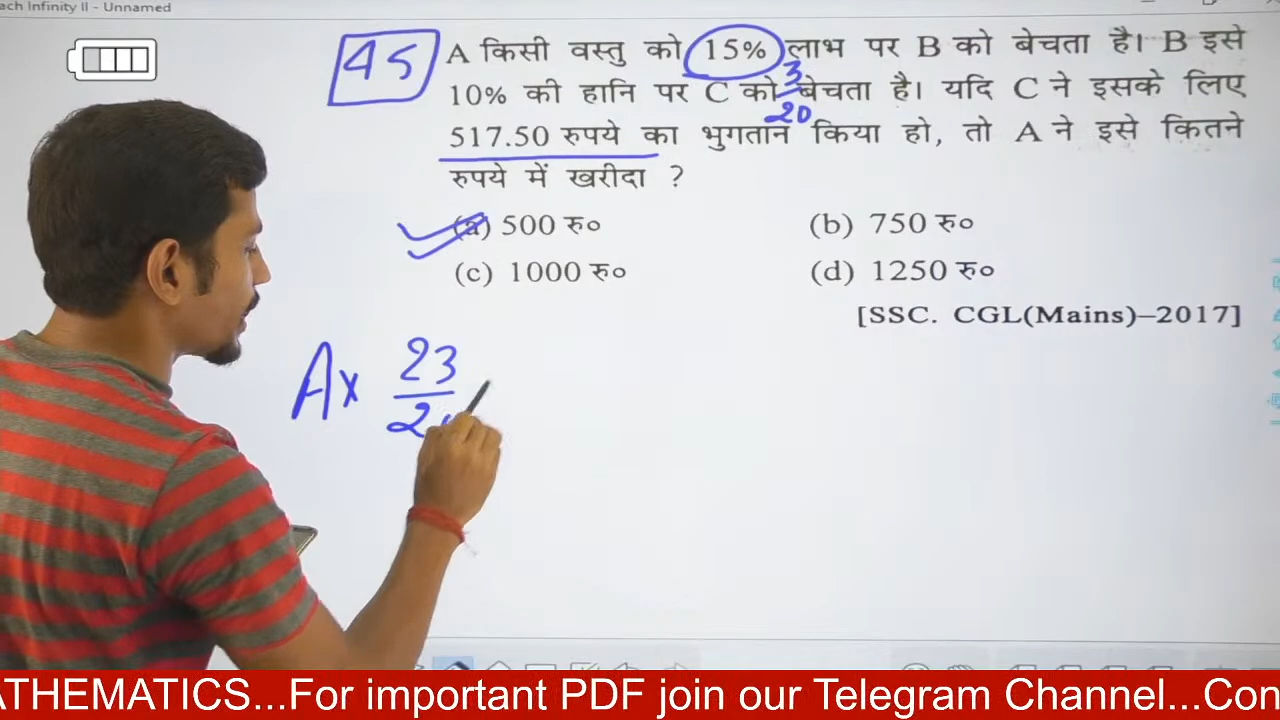 ach Infinity II - Unnamed
45
A किसी वस्तु को 15% लाभ पर B को बेचता है। B इसे
3
10% की हानि पर C को बेचता है। यदि C ने इसके लिए
20
517.50 रुपये का भुगतान किया हो, तो A ने इसे कितने
रुपये में खरीदा ?
(a) 500 रु० (b) 750 रु०
(c) 1000 रु० (d) 1250 रु०
[SSC. CGL(Mains)–2017]
A× 23
2
ATHEMATICS...For important PDF join our Telegram Channel...Con